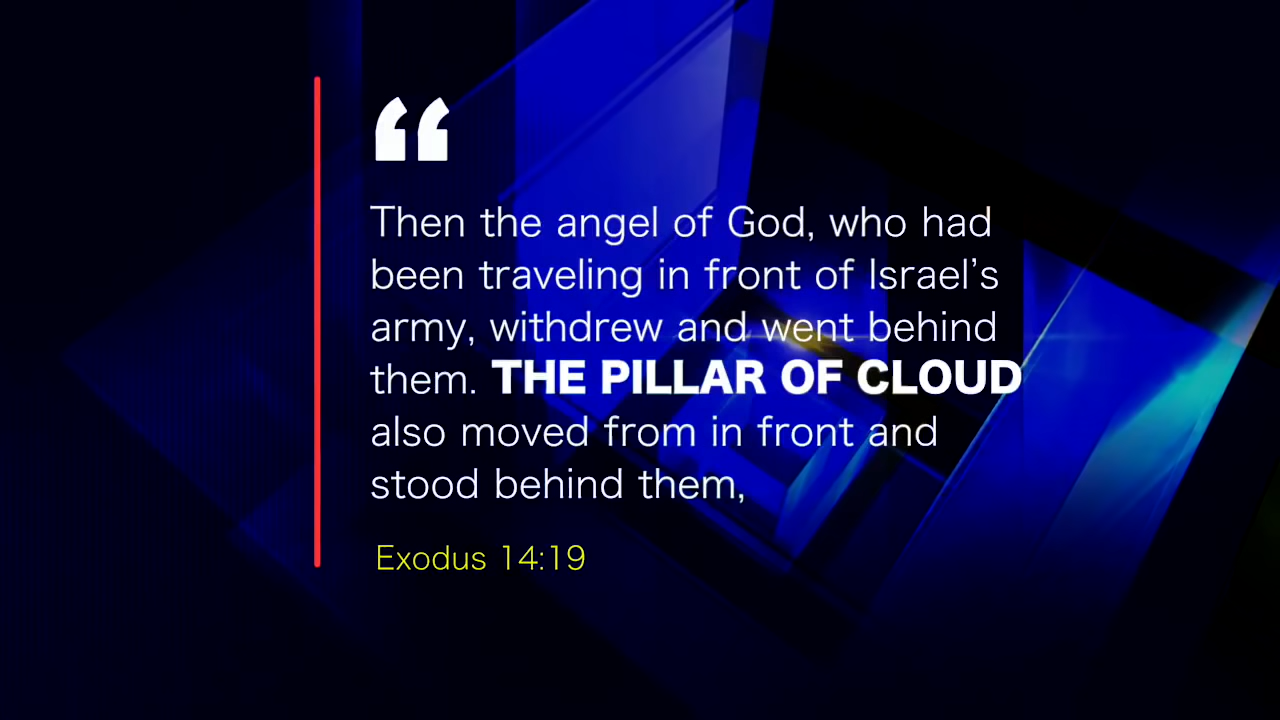 “
Then the angel of God, who had
been traveling in front of Israel’s
army, withdrew and went behind
them. THE PILLAR OF CLOUD
also moved from in front and
stood behind them,
Exodus 14:19